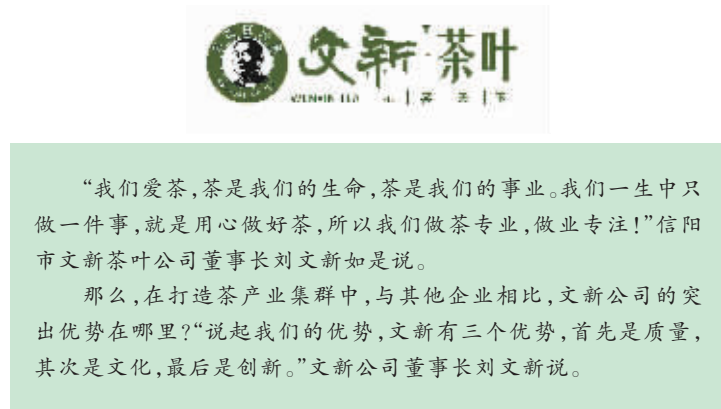 文新茶叶
“我们爱茶,茶是我们的生命,茶是我们的事业。我们一生中只
做一件事,就是用心做好茶,所以我们做茶专业,做业专注!”信阳
市文新茶叶公司董事长刘文新如是说。
那么,在打造茶产业集群中,与其他企业相比,文新公司的突
出优势在哪里?“说起我们的优势,文新有三个优势,首先是质量,
其次是文化,最后是创新。”文新公司董事长刘文新说。